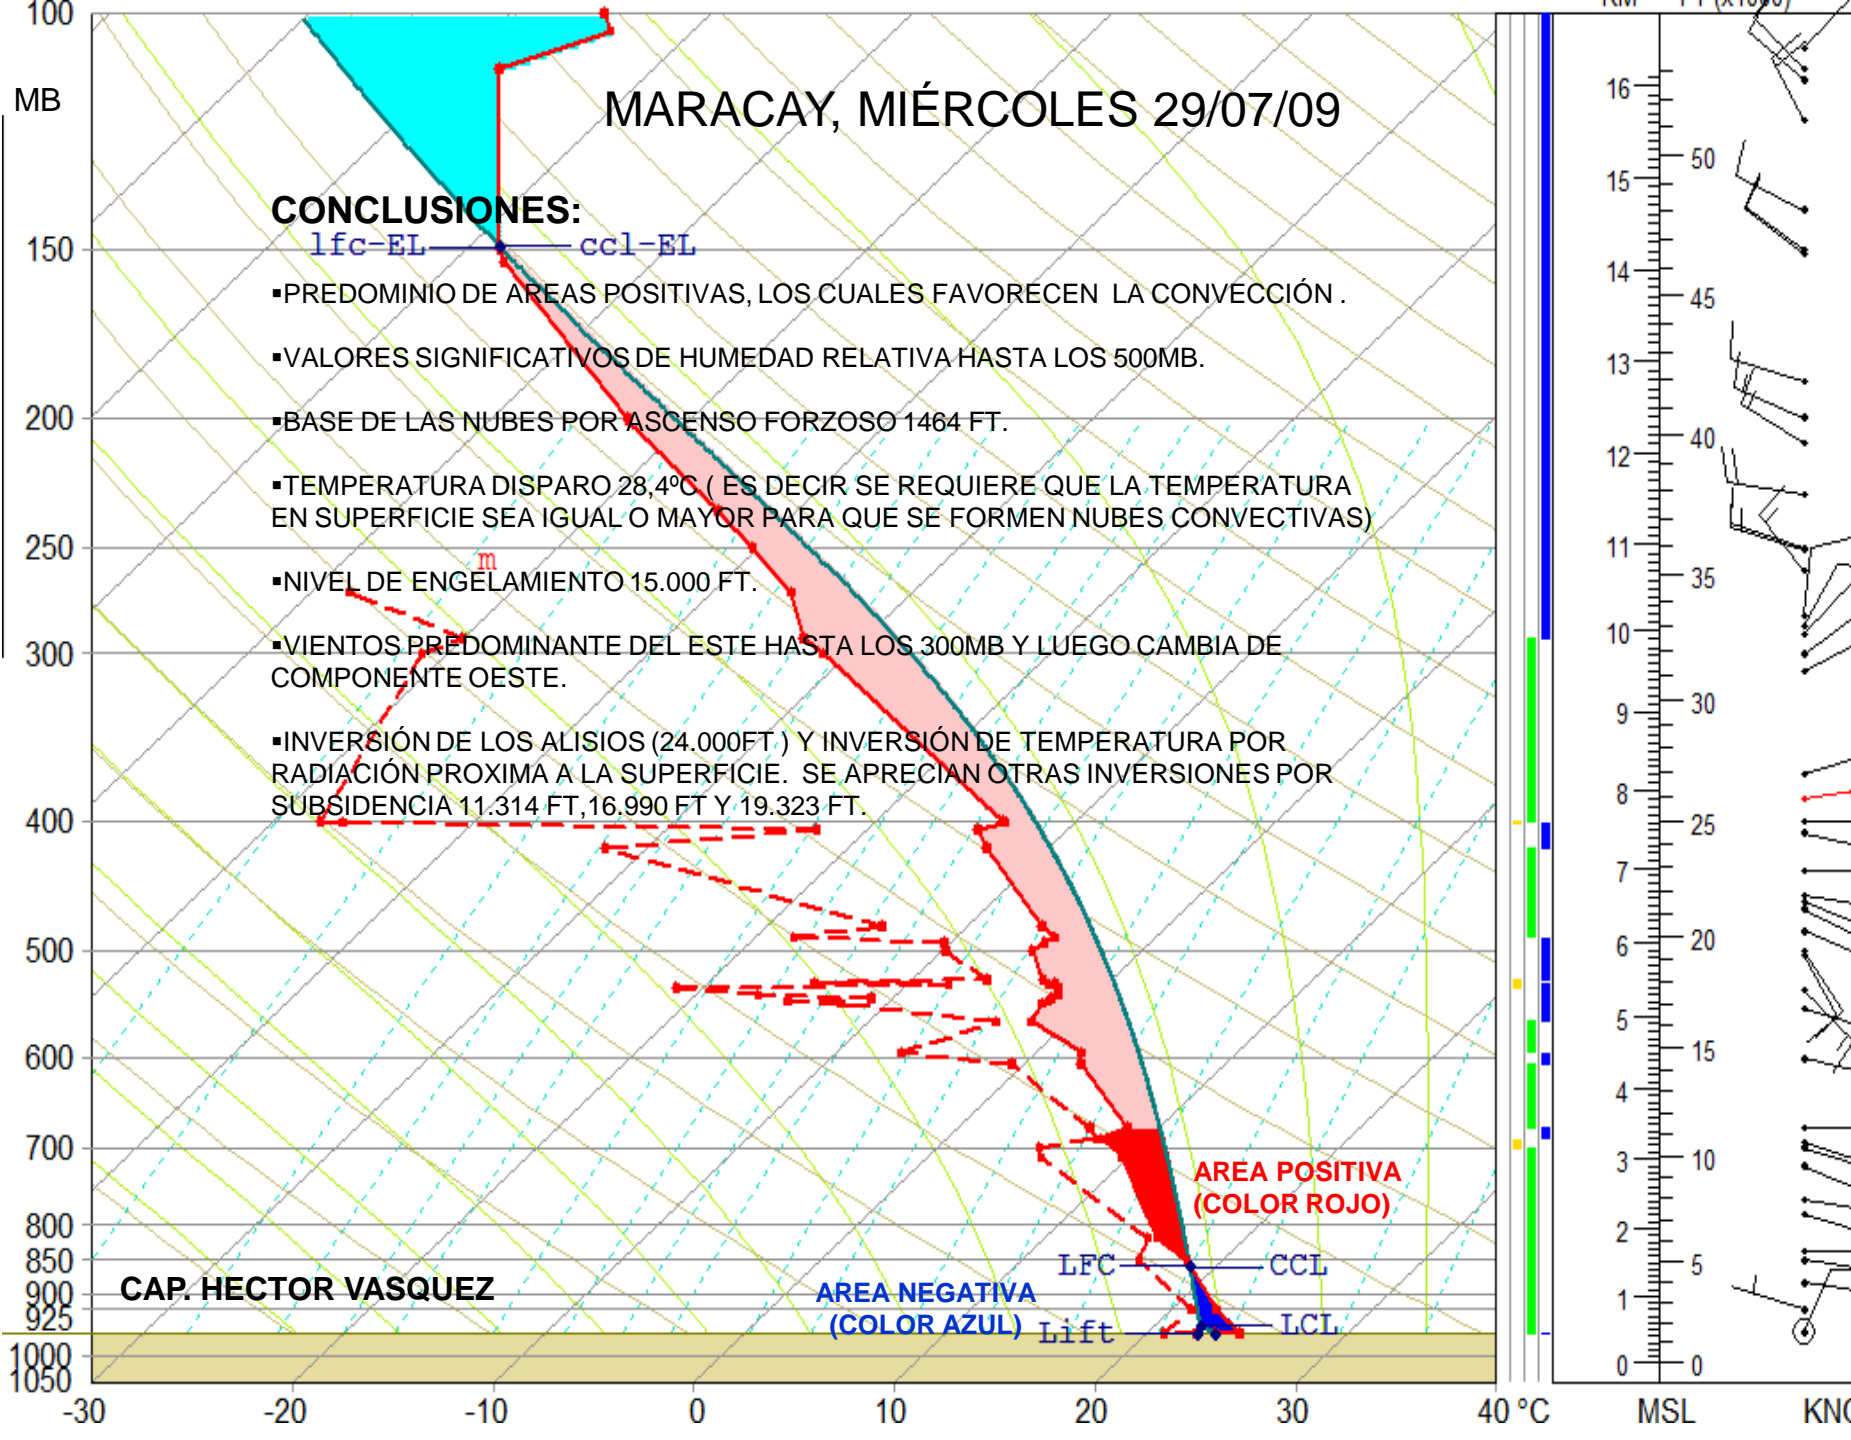 100
KM
FT (x1000)
MB
MARACAY, MIÉRCOLES 29/07/09
CONCLUSIONES:
lfc-EL
ccl-EL
150
▪PREDOMINIO DE AREAS POSITIVAS, LOS CUALES FAVORECEN LA CONVECCIÓN .
▪VALORES SIGNIFICATIVOS DE HUMEDAD RELATIVA HASTA LOS 500MB.
200
▪BASE DE LAS NUBES POR ASCENSO FORZOSO 1464 FT.
▪TEMPERATURA DISPARO 28,4ºC ( ES DECIR SE REQUIERE QUE LA TEMPERATURA
EN SUPERFICIE SEA IGUAL O MAYOR PARA QUE SE FORMEN NUBES CONVECTIVAS)
250
m
▪NIVEL DE ENGELAMIENTO 15.000 FT.
▪VIENTOS PREDOMINANTE DEL ESTE HASTA LOS 300MB Y LUEGO CAMBIA DE
COMPONENTE OESTE.
300
▪INVERSIÓN DE LOS ALISIOS (24.000FT ) Y INVERSIÓN DE TEMPERATURA POR
RADIACIÓN PROXIMA A LA SUPERFICIE. SE APRECIAN OTRAS INVERSIONES POR
SUBSIDENCIA 11.314 FT,16.990 FT Y 19.323 FT.
400
500
600
700
AREA POSITIVA
(COLOR ROJO)
800
850
LFC
CCL
900
925
CAP. HECTOR VASQUEZ
AREA NEGATIVA
(COLOR AZUL)
Lift
LCL
1000
1050
-30
-20
-10
0
10
20
30
40 °C
16
15
14
13
12
11
10
9
8
7
6
5
4
3
2
1
0
50
45
40
35
30
25
20
15
10
5
0
MSL